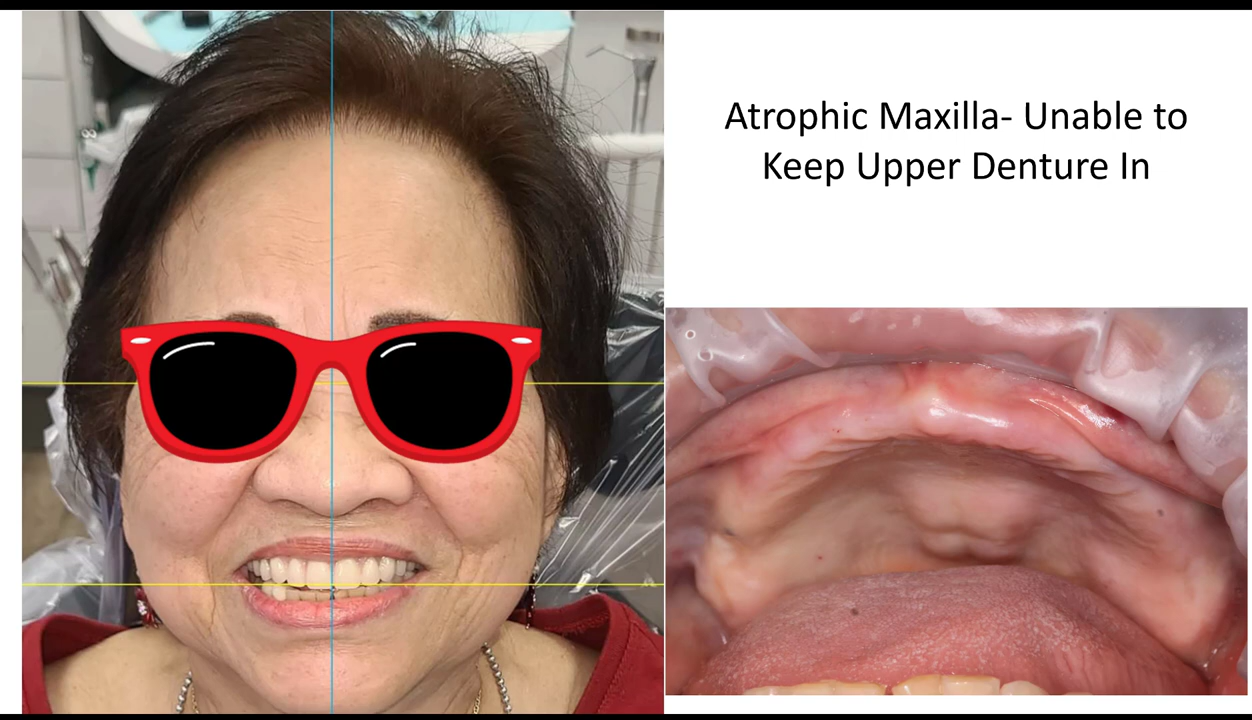 Atrophic Maxilla- Unable to
Keep Upper Denture In